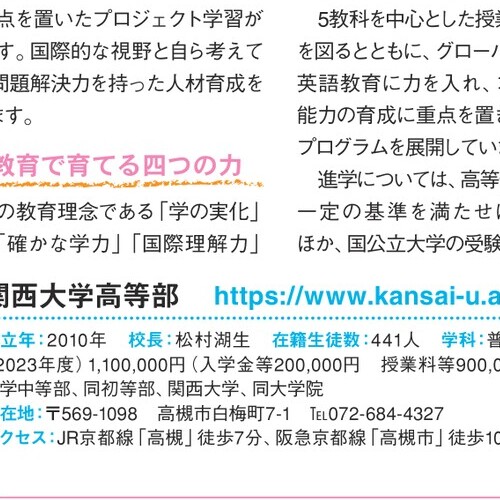 点を置いたプロジェクト学習が
す。国際的な視野と自ら考えて
問題解決力を持った人材育成を
ます。
教育で育てる四つの力
の教育理念である「学の実化」
「確かな学力」「国際理解力」
5教科を中心とした授業
を図るとともに、グローバ
英語教育に力を入れ、
能力の育成に重点を置き
プログラムを展開してい
進学については、高等
一定の基準を満たせば
ほか、国公立大学の受験
関西大学高等部 https://www.kansai-u.a
立年：2010年 校長：松村湖生 在籍生徒数：441人 学科：普
2023年度）1,100,000円（入学金等200,000円 授業料等900,0
学中等部、同初等部、関西大学、同大学院
在地：〒569-1098 高槻市白梅町7-1 ℡072-684-4327
クセス：JR京都線「高槻」徒歩7分、阪急京都線「高槻市」徒歩10